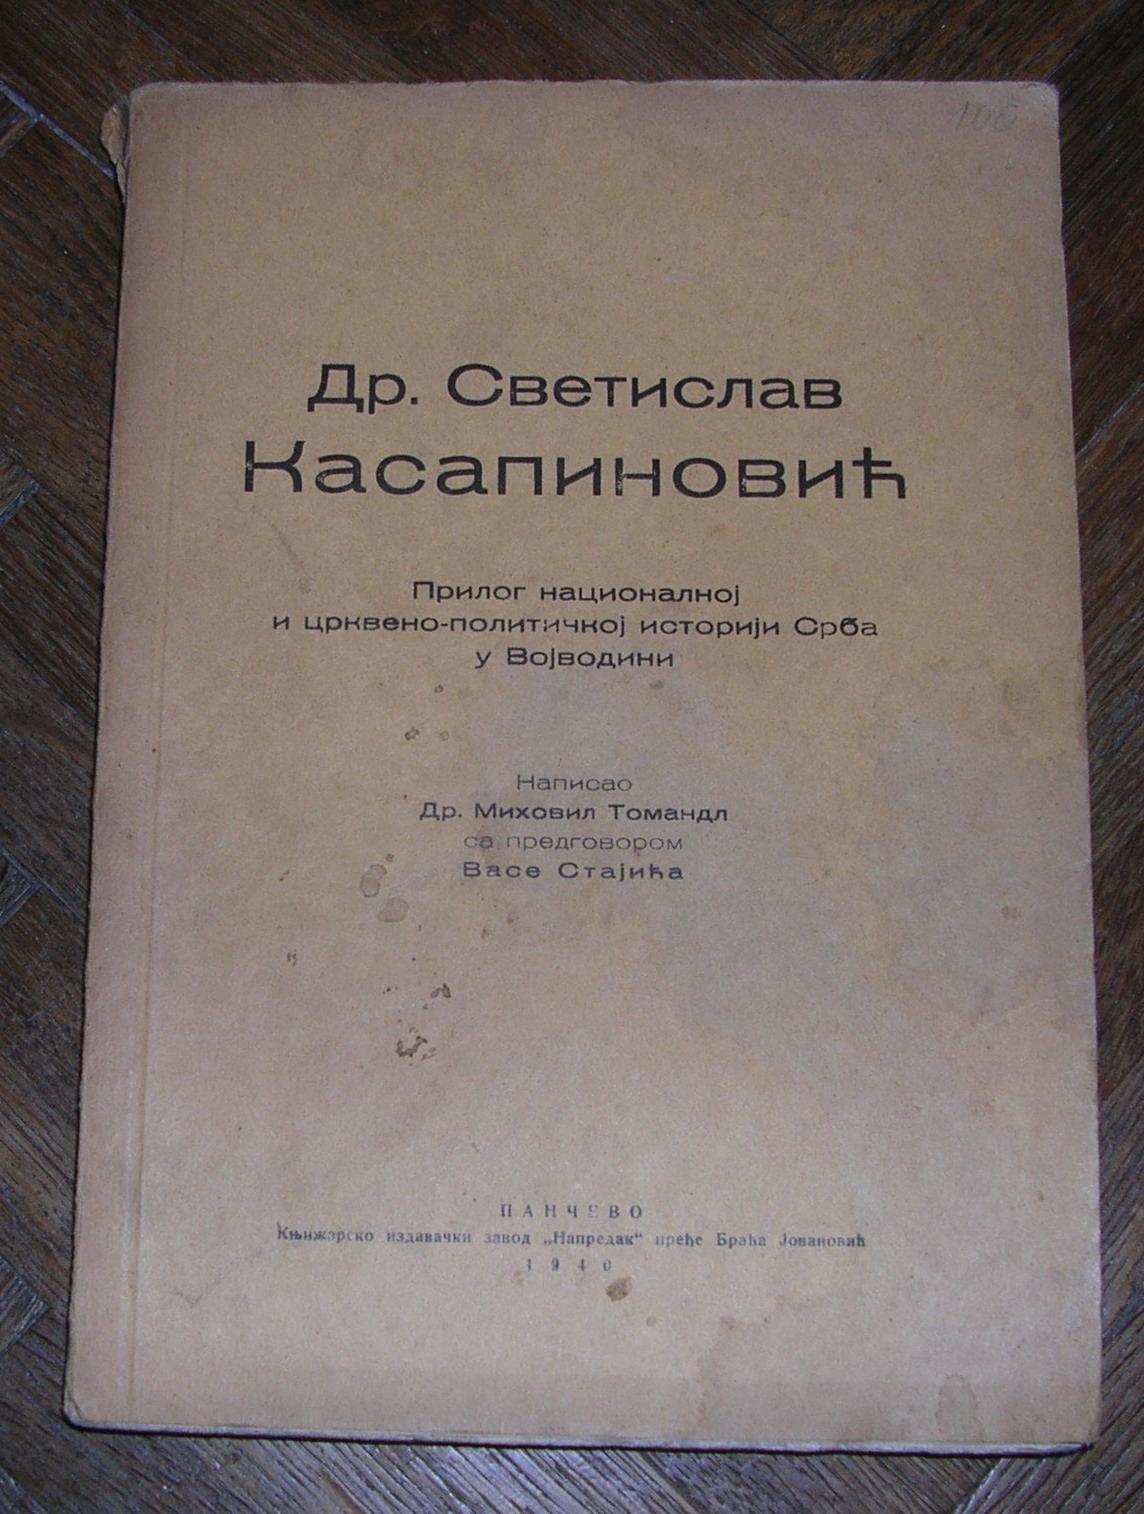 100
Др. Светислав
Касапиновић
Прилог националној
и црквено-политичкој историји Срба
у Војводини
Написао
Др. Миховил Томандл
са предговором
Васе Стајића
ПАНЧЕВО
Књижарско издавачки завод „Напредак“ пређе Браћа Јовановић
1940